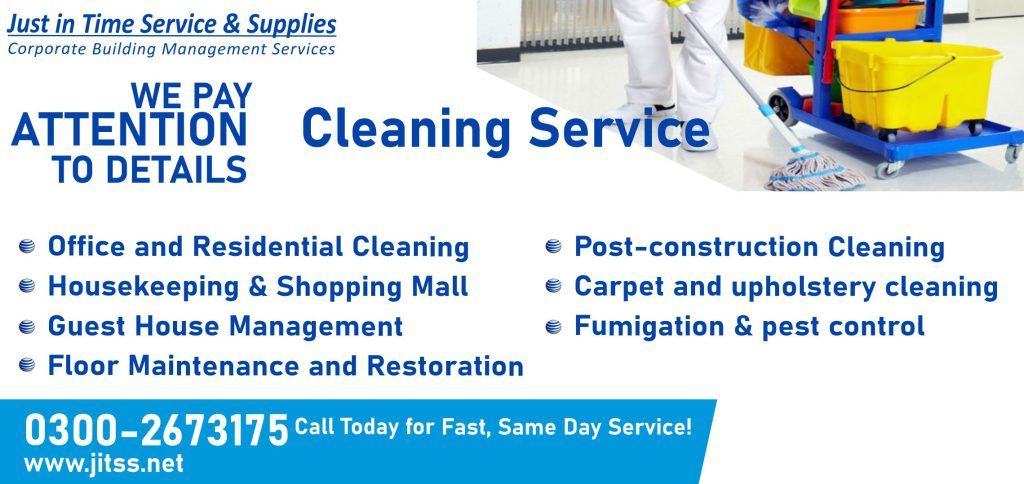 Just in Time Service & Supplies
Corporate Building Management Services
WE PAY
ATTENTION
TO DETAILS
Cleaning Service
Office and Residential Cleaning
Housekeeping & Shopping Mall
Guest House Management
Floor Maintenance and Restoration
Post-construction Cleaning
Carpet and upholstery cleaning
Fumigation & pest control
0300-2673175 Call Today for Fast, Same Day Service!
www.jitss.net